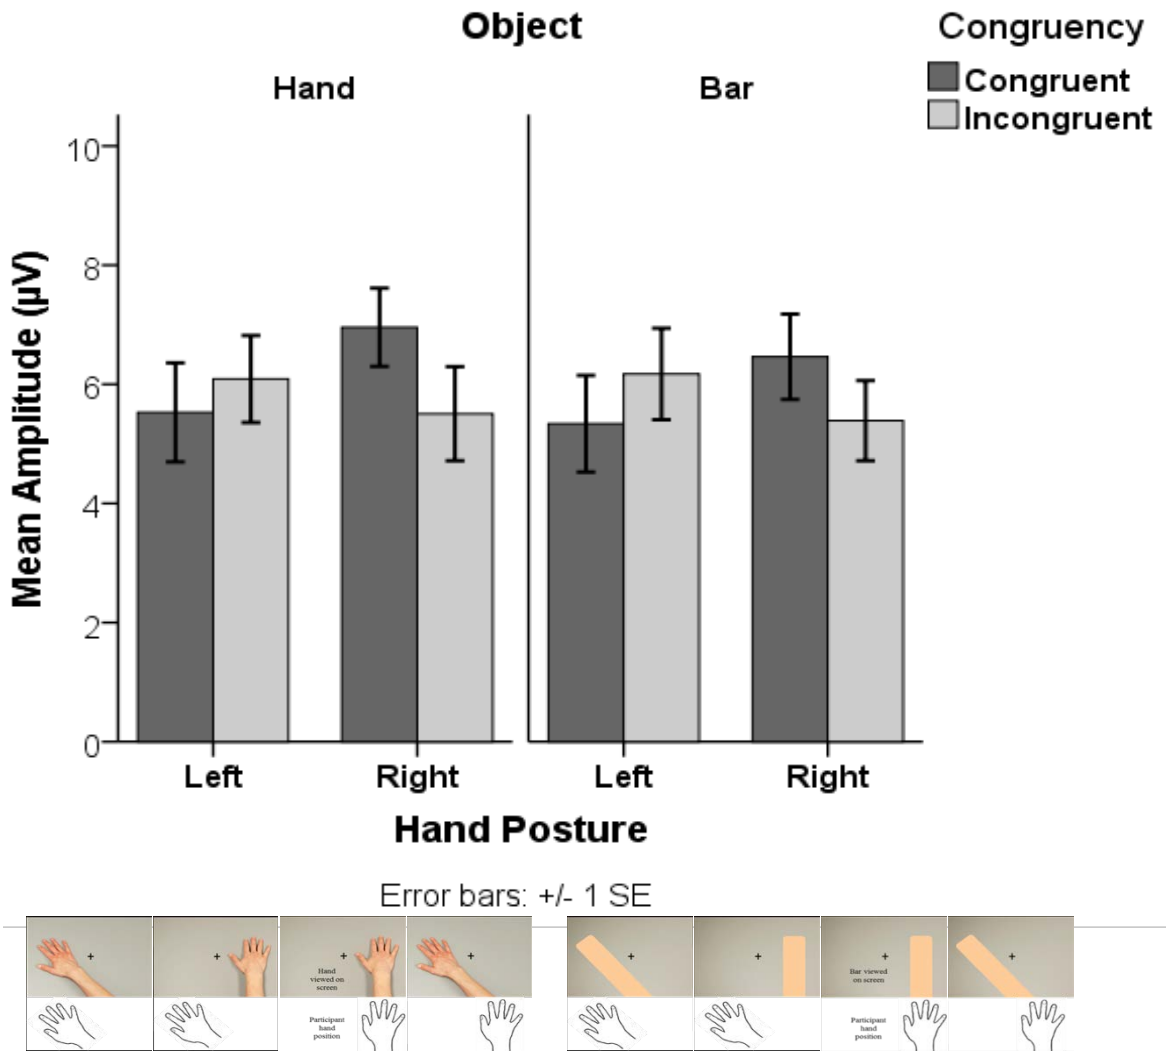 Object
Congruency
Hand
Bar
Congruent
Incongruent
Mean Amplitude (µV)
10
8
6
4
2
0
Left
Right
Left
Right
Hand Posture
Error bars: +/- 1 SE
Hand
viewed on
screen
Bar viewed
on screen
Participant
hand
position
Participant
hand
position